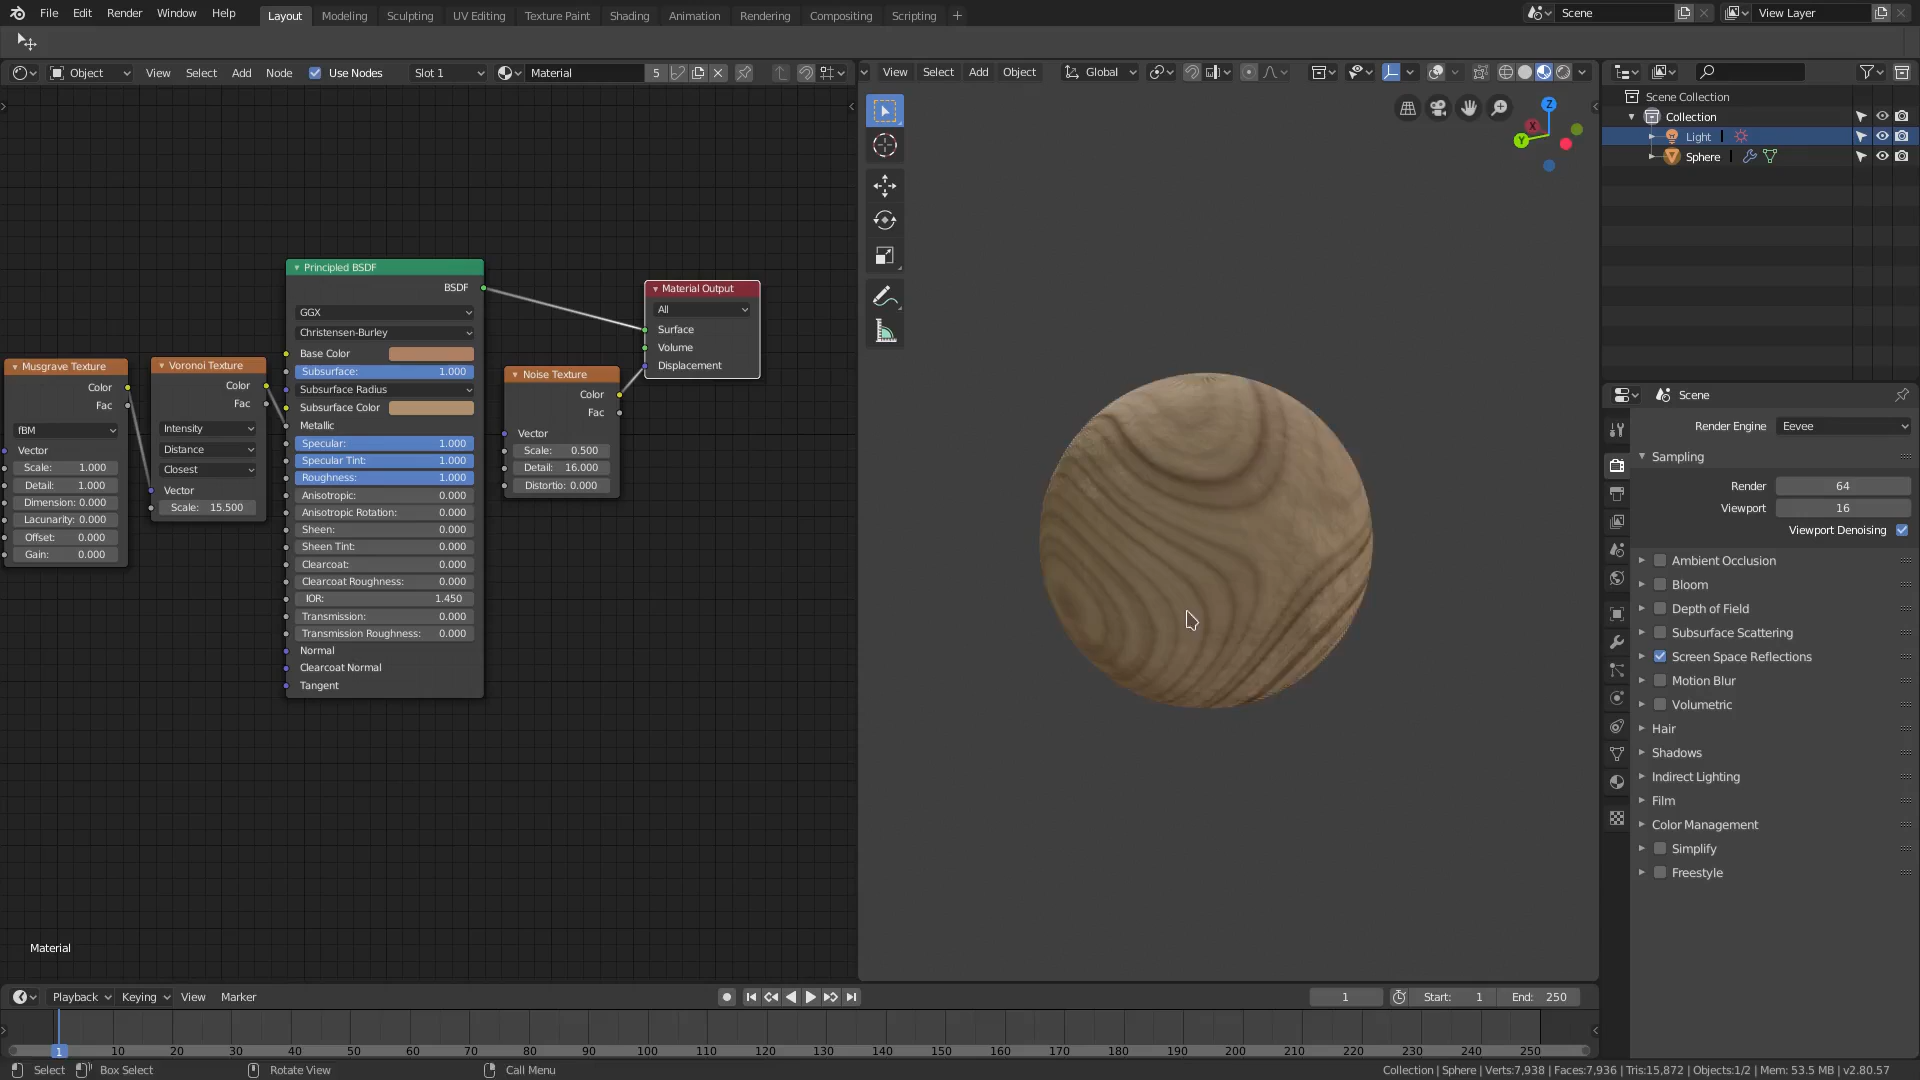 File Edit Render Window Help Layout Modeling Sculpting UV Editing Texture Paint Shading Animation Rendering Compositing Scripting + Scene View Layer
Object View Select Add Node Use Nodes Slot 1 Material 5
View Select Add Object Global
Scene Collection
Collection
Light
Sphere
Z
X
Y
Principled BSDF
BSDF
GGX
Christensen-Burley
Base Color
Subsurface: 1.000
Subsurface Radius
Subsurface Color
Metallic
Specular: 1.000
Specular Tint: 1.000
Roughness: 1.000
Anisotropic: 0.000
Anisotropic Rotation: 0.000
Sheen: 0.000
Sheen Tint: 0.000
Clearcoat: 0.000
Clearcoat Roughness: 0.000
IOR: 1.450
Transmission: 0.000
Transmission Roughness: 0.000
Normal
Clearcoat Normal
Tangent
Musgrave Texture
Color
Fac
fBM
Vector
Scale: 1.000
Detail: 1.000
Dimension: 0.000
Lacunarity: 0.000
Offset: 0.000
Gain: 0.000
Voronoi Texture
Color
Fac
Intensity
Distance
Closest
Vector
Scale: 15.500
Noise Texture
Color
Fac
Vector
Scale: 0.500
Detail: 16.000
Distortio: 0.000
Material Output
All
Surface
Volume
Displacement
Material
Scene
Render Engine Eevee
Sampling
Render 64
Viewport 16
Viewport Denoising
Ambient Occlusion
Bloom
Depth of Field
Subsurface Scattering
Screen Space Reflections
Motion Blur
Volumetric
Hair
Shadows
Indirect Lighting
Film
Color Management
Simplify
Freestyle
Playback Keying View Marker 1 Start: 1 End: 250
1 10 20 30 40 50 60 70 80 90 100 110 120 130 140 150 160 170 180 190 200 210 220 230 240 250
Select Box Select Rotate View Call Menu Collection | Sphere | Verts:7,938 | Faces:7,936 | Tris:15,872 | Objects:1/2 | Mem: 53.5 MB | v2.80.57